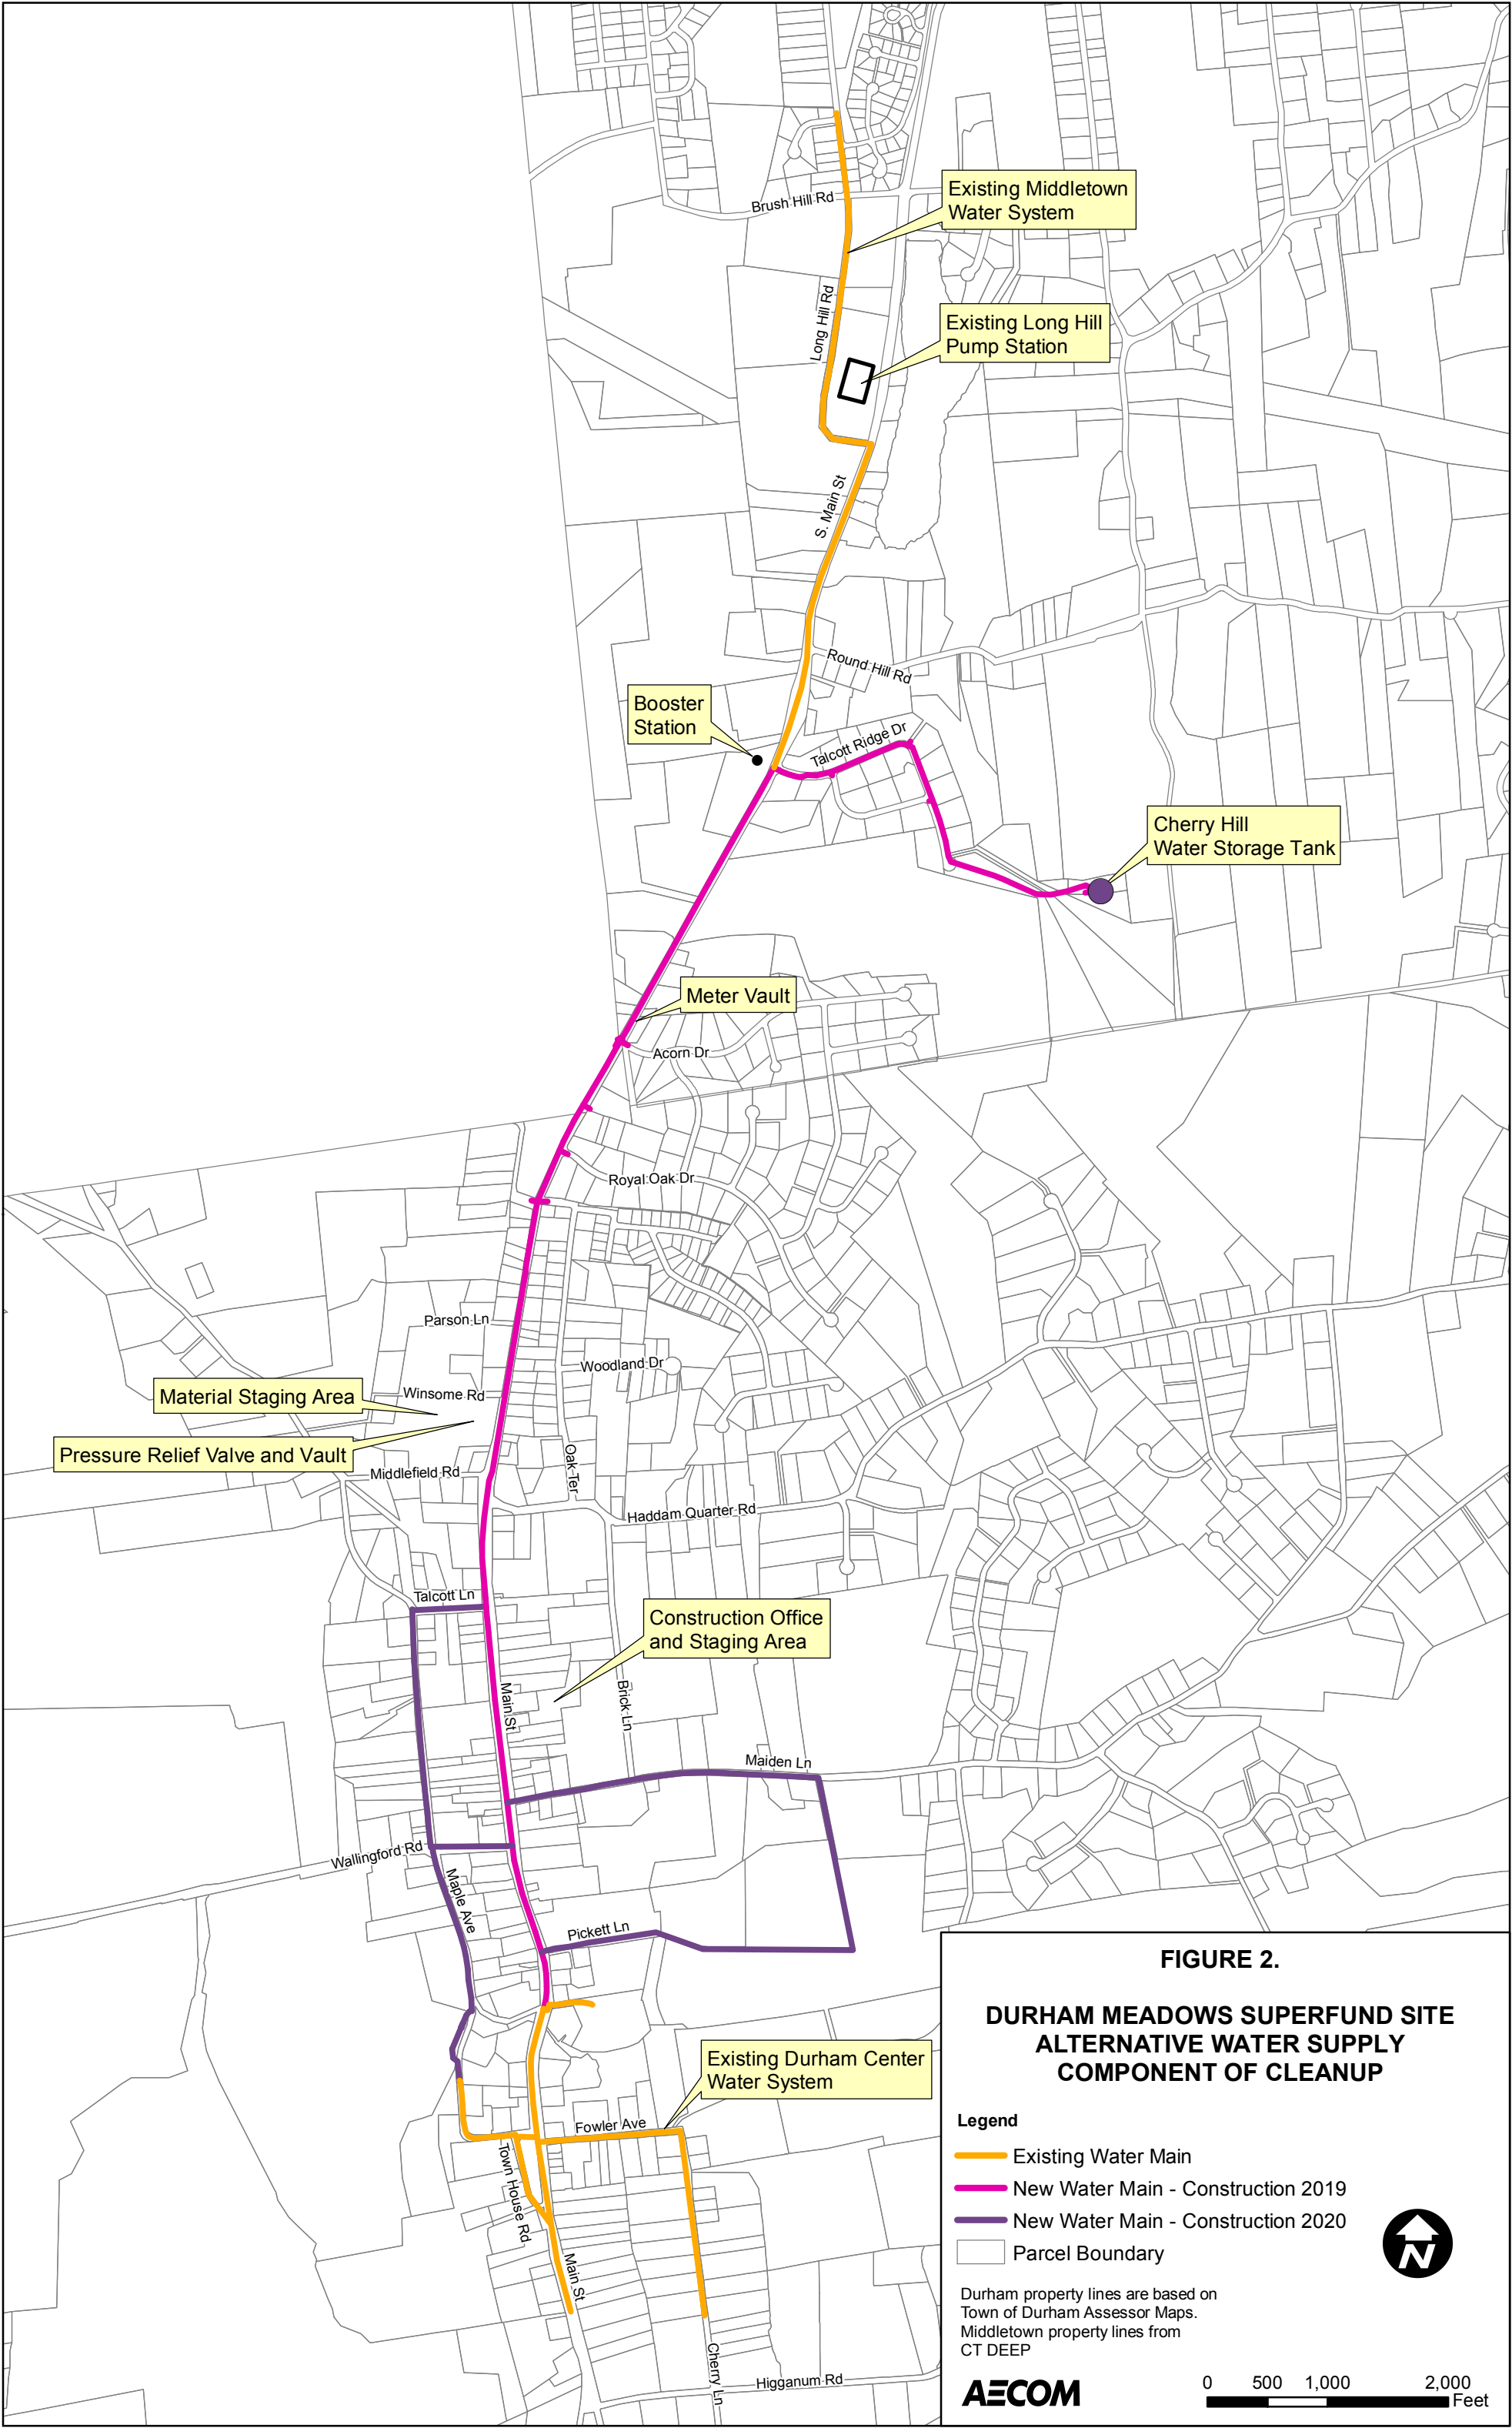 Brush Hill Rd
Existing Middletown
Water System
Long Hill Rd
Existing Long Hill
Pump Station
S. Main St
Round Hill Rd
Booster
Station
Talcott Ridge Dr
Cherry Hill
Water Storage Tank
Meter Vault
Acorn Dr
Royal Oak Dr
Parson Ln
Woodland Dr
Material Staging Area
Winsome Rd
Pressure Relief Valve and Vault
Middlefield Rd
Oak Ter
Haddam Quarter Rd
Talcott Ln
Construction Office
and Staging Area
Main St
Brick Ln
Maiden Ln
Wallingford Rd
Maple Ave
Pickett Ln
Existing Durham Center
Water System
Fowler Ave
Town House Rd
Main St
Cherry Ln
Higganum Rd
FIGURE 2.
DURHAM MEADOWS SUPERFUND SITE
ALTERNATIVE WATER SUPPLY
COMPONENT OF CLEANUP
Legend
Existing Water Main
New Water Main - Construction 2019
New Water Main - Construction 2020
Parcel Boundary
N
Durham property lines are based on
Town of Durham Assessor Maps.
Middletown property lines from
CT DEEP
AECOM
0 500 1,000 2,000
Feet